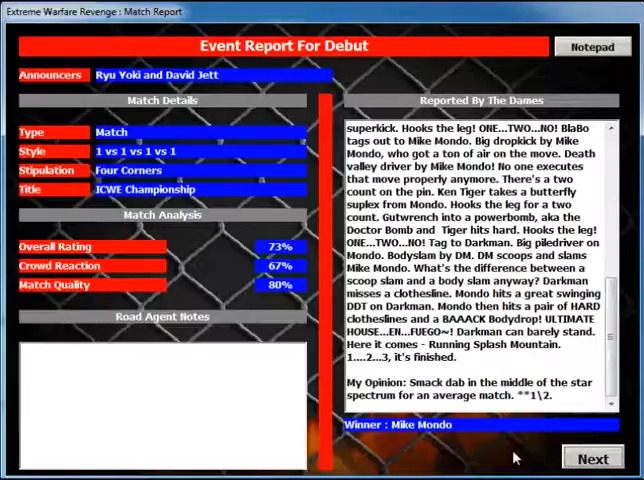 Extreme Warfare Revenge : Match Report
Event Report For Debut
Notepad
Announcers
Ryu Yoki and David Jett
Match Details
Type
Match
Style
1 vs 1 vs 1 vs 1
Stipulation
Four Corners
Title
ICWE Championship
Match Analysis
Overall Rating
73%
Crowd Reaction
67%
Match Quality
80%
Road Agent Notes
Reported By The Dames
superkick. Hooks the leg! ONE...TWO...NO! BlaBo
tags out to Mike Mondo. Big dropkick by Mike
Mondo, who got a ton of air on the move. Death
valley driver by Mike Mondo! No one executes
that move properly anymore. There's a two
count on the pin. Ken Tiger takes a butterfly
suplex from Mondo. Hooks the leg for a two
count. Gutwrench into a powerbomb, aka the
Doctor Bomb and  Tiger hits hard. Hooks the leg!
ONE...TWO...NO! Tag to Darkman. Big piledriver on
Mondo. Bodyslam by DM. DM scoops and slams
Mike Mondo. What's the difference between a
scoop slam and a body slam anyway? Darkman
misses a clothesline. Mondo hits a great swinging
DDT on Darkman. Mondo then hits a pair of HARD
clotheslines and a BAAACK Bodydrop! ULTIMATE
HOUSE...EN...FUEGO~! Darkman can barely stand.
Here it comes - Running Splash Mountain.
1....2...3, it's finished.
My Opinion: Smack dab in the middle of the star
spectrum for an average match. **1\2.
Winner : Mike Mondo
Next